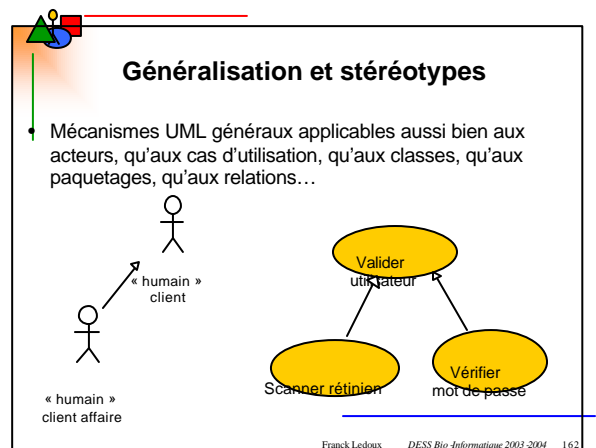 Généralisation et stéréotypes
• Mécanismes UML généraux applicables aussi bien aux
acteurs, qu'aux cas d'utilisation, qu'aux classes, qu'aux
paquetages, qu'aux relations…
« humain »
client
« humain »
client affaire
Valider
utilisateur
Scanner rétinien
Vérifier
mot de passe
Franck Ledoux DESS Bio-Informatique 2003-2004 162